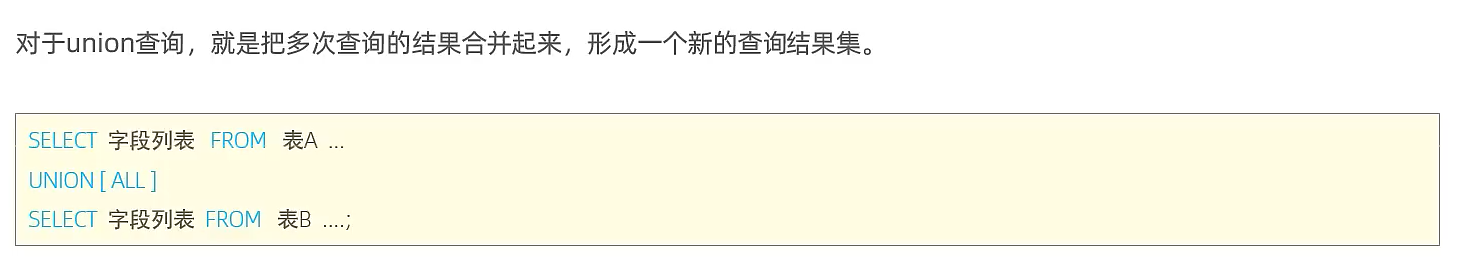 对于union查询，就是把多次查询的结果合并起来，形成一个新的查询结果集。
SELECT 字段列表 FROM 表A ...
UNION [ ALL ]
SELECT 字段列表 FROM 表B ....;